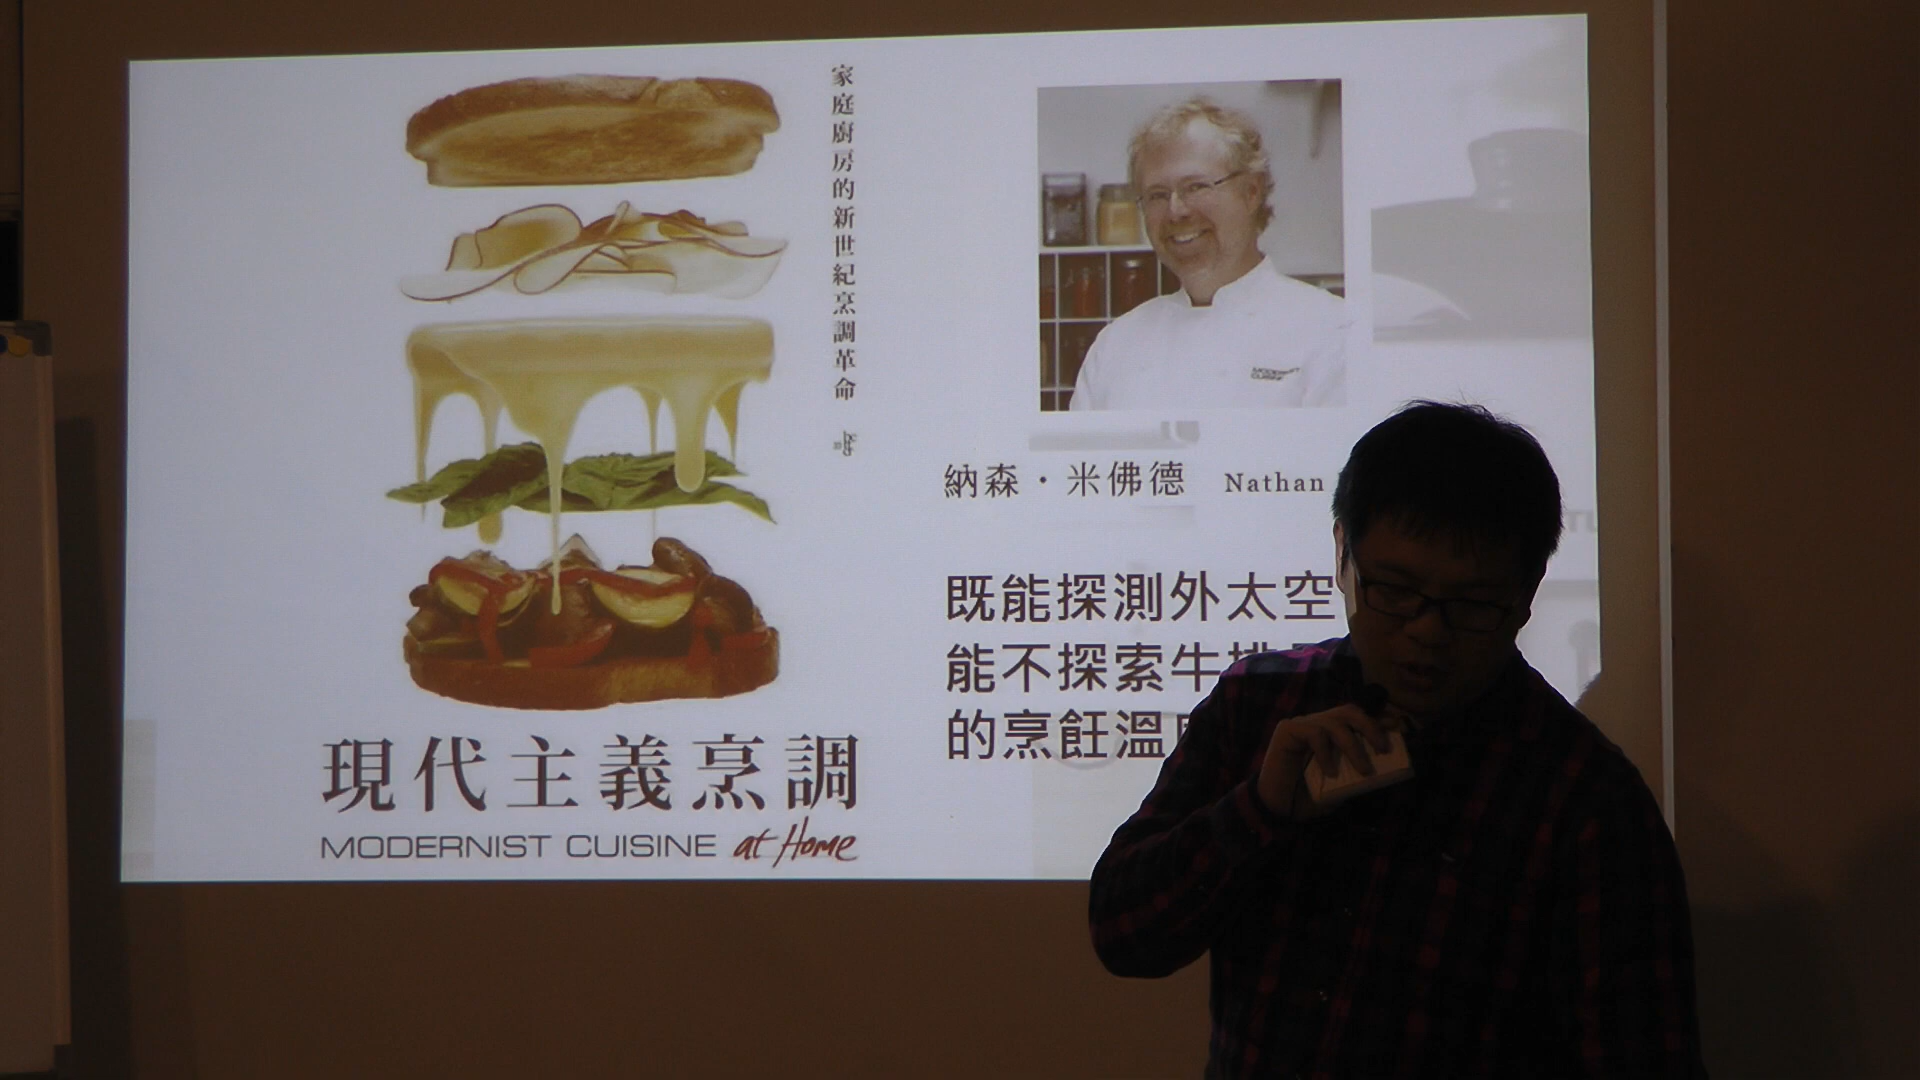 家庭廚房的新世紀烹調革命
現代主義烹調
MODERNIST CUISINE at Home
MODERNIST
CUISINE
納森・米佛德 Nathan
既能探測外太空
能不探索牛排
的烹飪溫